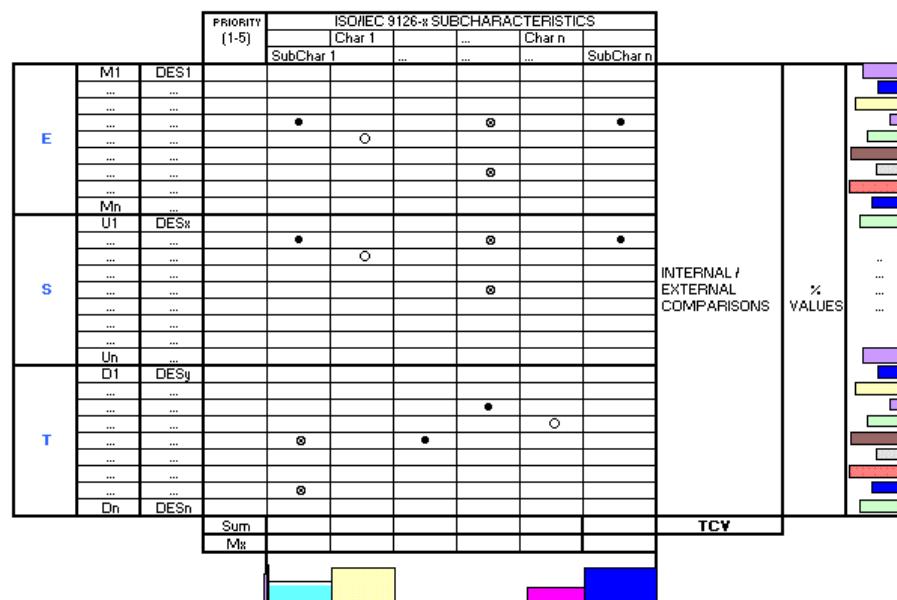 PRIORITY ISO/IEC 9126-x SUBCHARACTERISTICS
(1-5) Char 1 ... Char n
SubChar 1 ... ... ... SubChar n
M1 DES1
... ...
... ...
... ...
E ... ...
... ...
... ...
... ...
Mn ...
U1 DESx
... ...
... ... ..
... ... ...
S ... ... INTERNAL / EXTERNAL COMPARISONS % VALUES ...
... ... ...
... ...
... ...
Un ...
D1 DESy
... ...
... ...
... ...
T ... ...
... ...
... ...
... ...
Dn DESn
Sum TCV
Mx